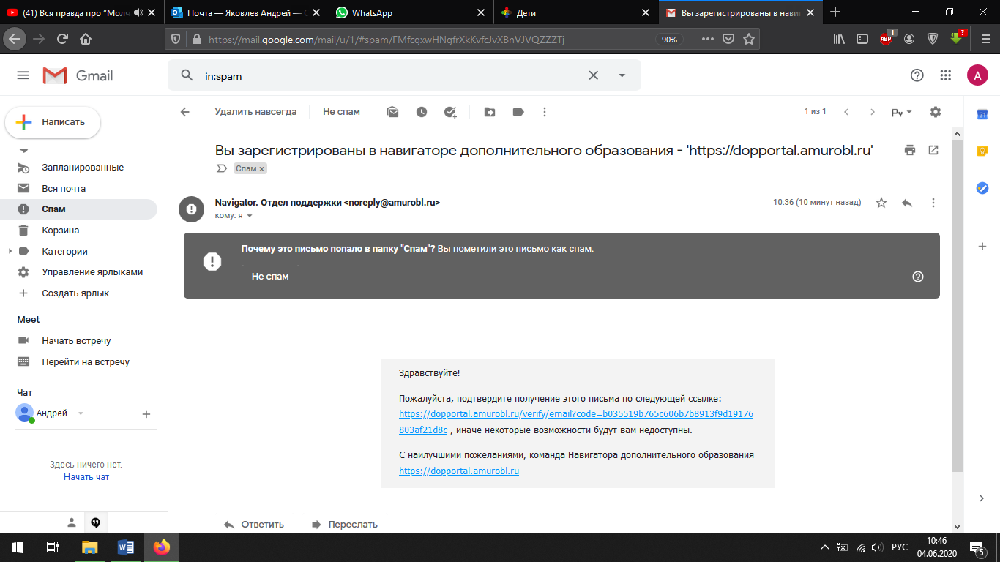 (41) Вся правда про "Молч
Почта — Яковлев Андрей — O
WhatsApp
Дети
Вы зарегистрированы в навиг
https://mail.google.com/mail/u/1/#spam/FMfcgxwHNgfrXkKvfcJvXBnVJVQZZZTj
90%
ABP
1
?
Gmail
in:spam
A
Написать
Удалить навсегда
Не спам
1 из 1
Ру
31
Запланированные
Вся почта
Спам
Корзина
Категории
Управление ярлыками
Создать ярлык
Meet
Начать встречу
Перейти на встречу
Чат
Андрей
Здесь ничего нет.
Начать чат
Вы зарегистрированы в навигаторе дополнительного образования - 'https://dopportal.amurobl.ru'
Спам x
Navigator. Отдел поддержки <noreply@amurobl.ru>
10:36 (10 минут назад)
кому: я
Почему это письмо попало в папку "Спам"? Вы пометили это письмо как спам.
Не спам
Здравствуйте!
Пожалуйста, подтвердите получение этого письма по следующей ссылке:
https://dopportal.amurobl.ru/verify/email?code=b035519b765c606b7b8913f9d19176
803af21d8c , иначе некоторые возможности будут вам недоступны.
С наилучшими пожеланиями, команда Навигатора дополнительного образования
https://dopportal.amurobl.ru
Ответить
Переслать
РУС
10:46
04.06.2020
5